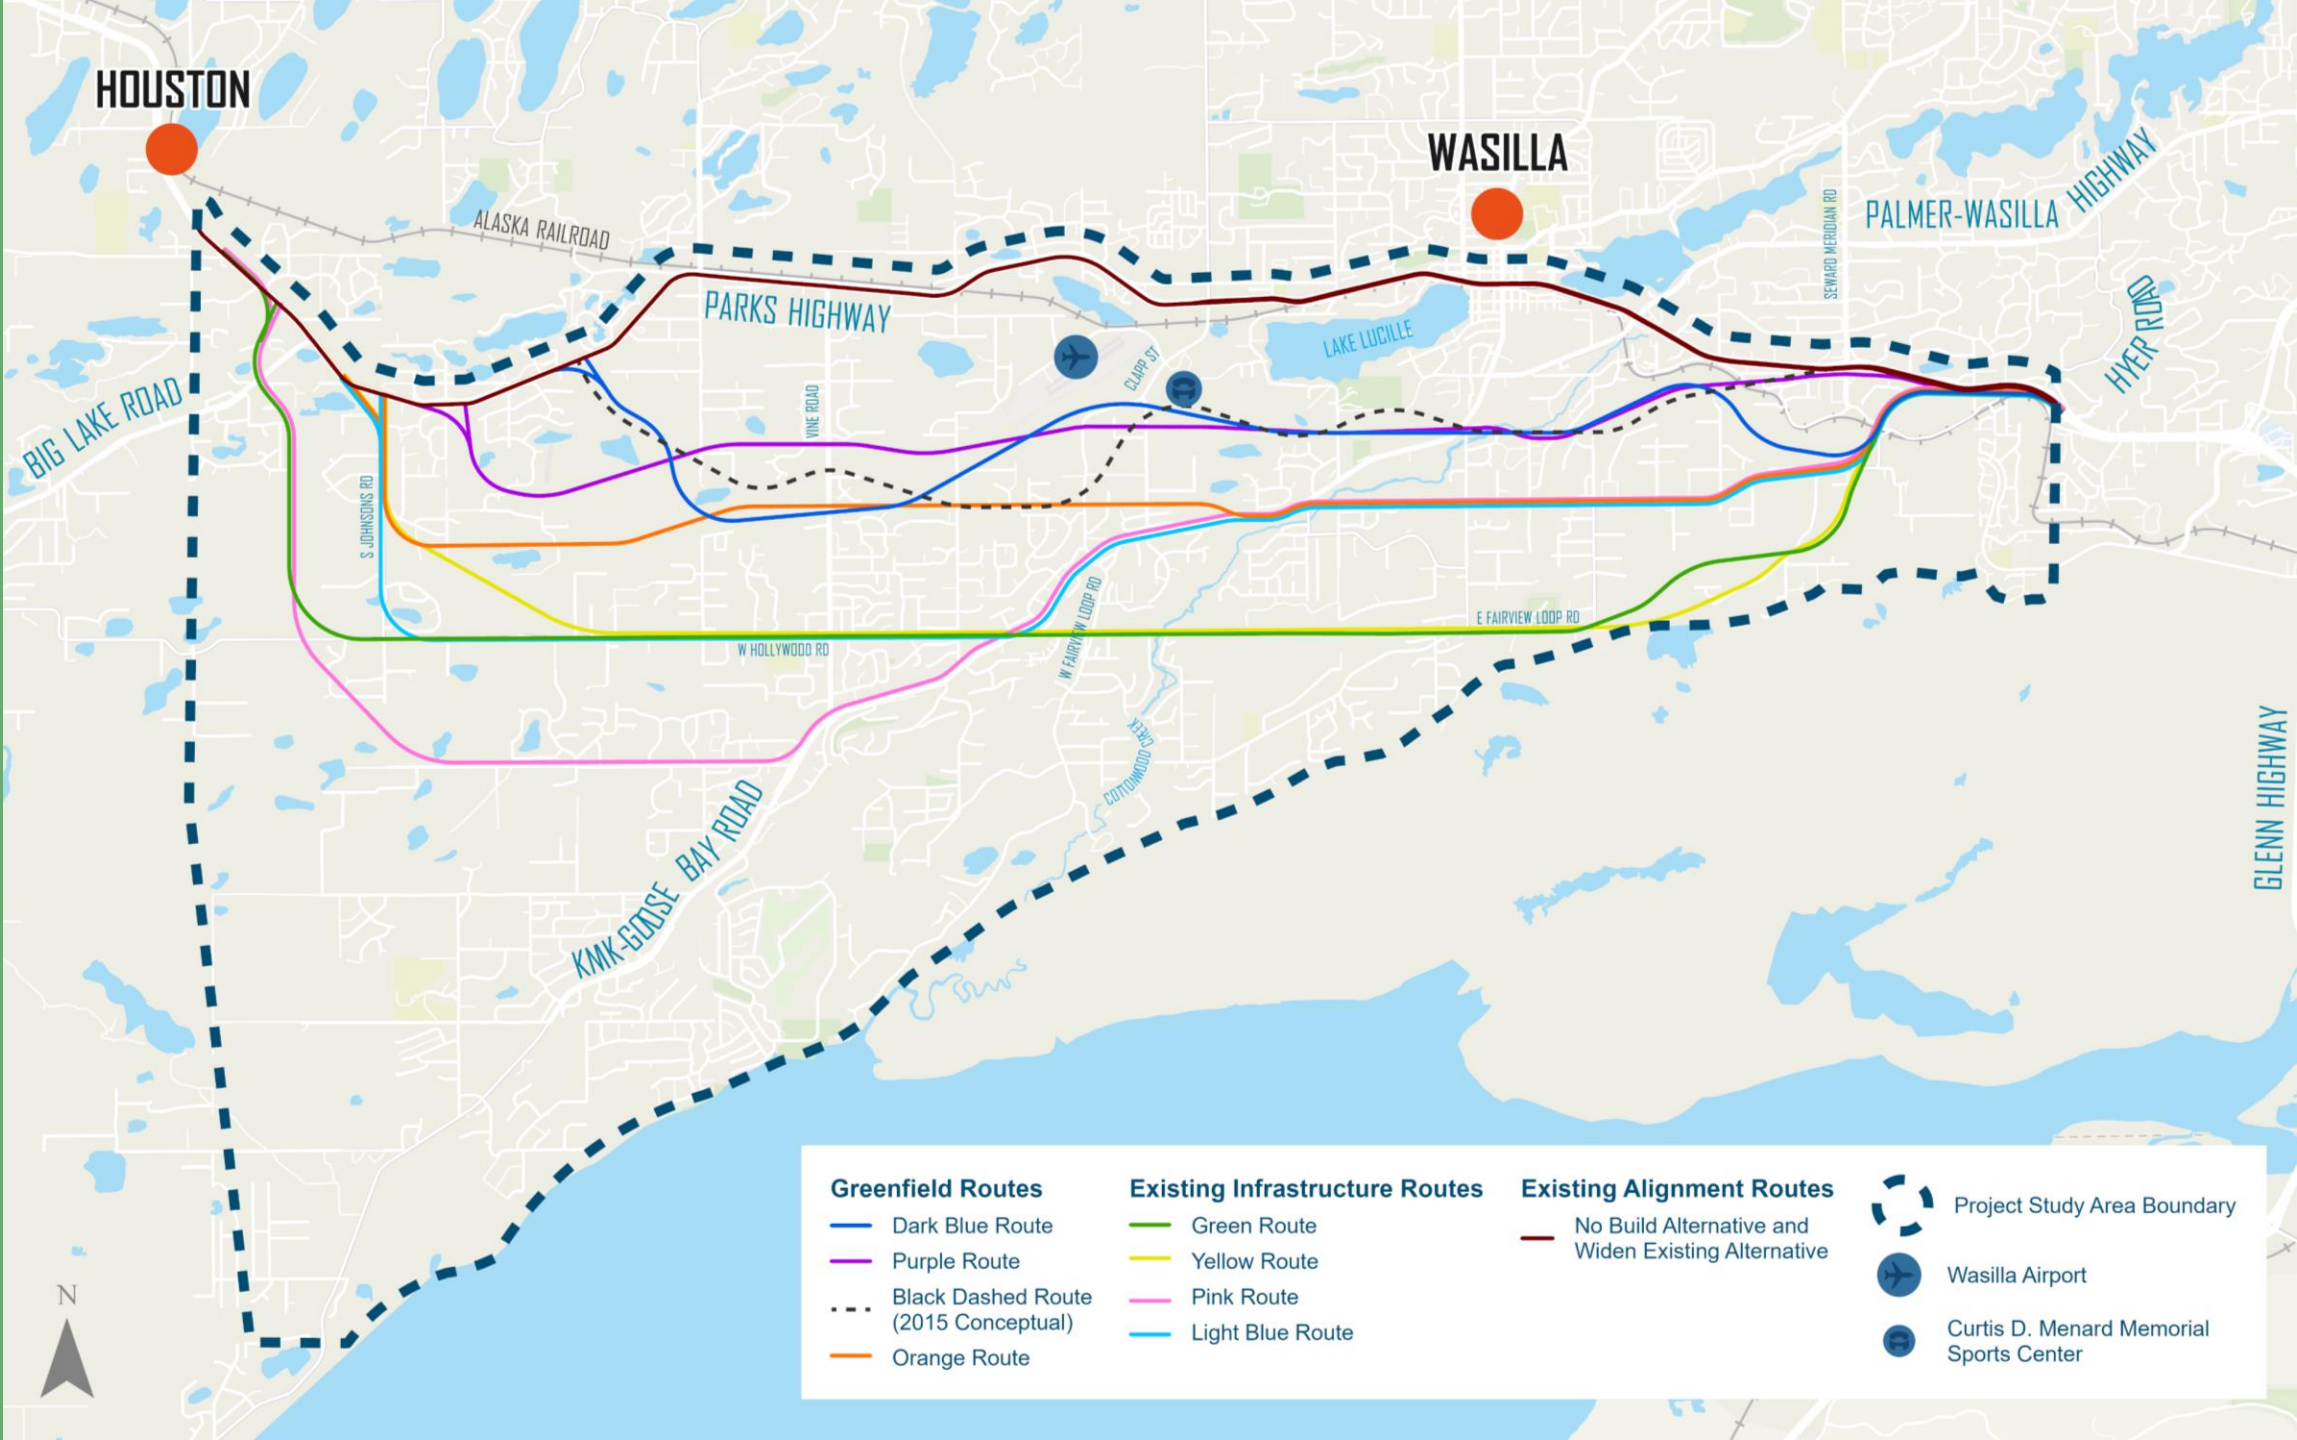 HOUSTON
WASILLA
ALASKA RAILROAD
PARKS HIGHWAY
PALMER-WASILLA HIGHWAY
SEWARD MERIDIAN RD
HYER ROAD
LAKE LUCILLE
CLAPP ST
VINE ROAD
BIG LAKE ROAD
S JOHNSONS RD
W HOLLYWOOD RD
W FAIRVIEW LOOP RD
E FAIRVIEW LOOP RD
COTTONWOOD CREEK
KMK-GOOSE BAY ROAD
GLENN HIGHWAY
N
Greenfield Routes
Dark Blue Route
Purple Route
Black Dashed Route
(2015 Conceptual)
Orange Route
Existing Infrastructure Routes
Green Route
Yellow Route
Pink Route
Light Blue Route
Existing Alignment Routes
No Build Alternative and
Widen Existing Alternative
Project Study Area Boundary
Wasilla Airport
Curtis D. Menard Memorial
Sports Center